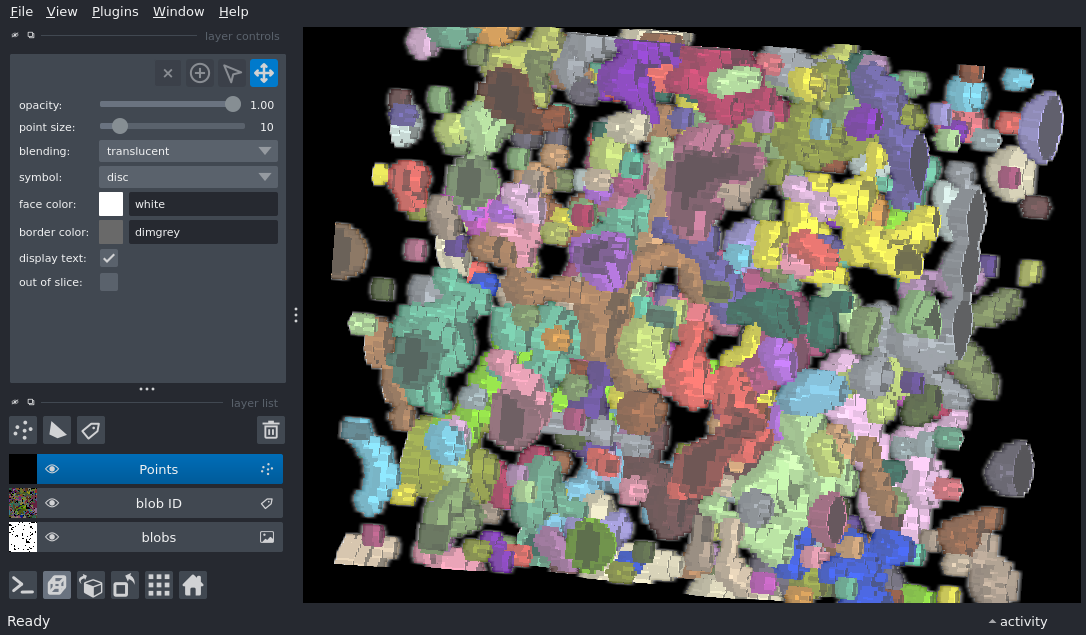 File View Plugins Window Help
layer controls
opacity: 1.00
point size: 10
blending: translucent
symbol: disc
face color: white
border color: dimgrey
display text:
out of slice:
layer list
Points
blob ID
blobs
Ready activity